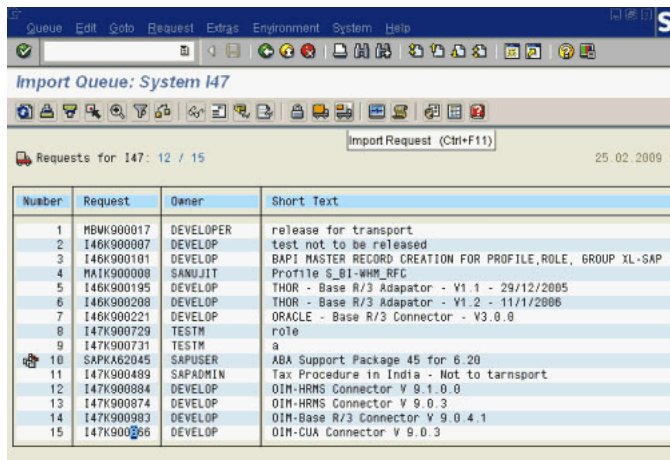 Queue Edit Goto Request Extras Environment System Help
Import Queue: System I47
Import Request (Ctrl+F11)
Requests for I47: 12 / 15 25.02.2009
Number Request Owner Short Text
1 MBWK900017 DEVELOPER release for transport
2 I46K900007 DEVELOP test not to be released
3 I46K900101 DEVELOP BAPI MASTER RECORD CREATION FOR PROFILE,ROLE, GROUP XL-SAP
4 MAIK900008 SANUJIT Profile S_BI-WHM_RFC
5 I46K900195 DEVELOP THOR - Base R/3 Adapator - V1.1 - 29/12/2005
6 I46K900208 DEVELOP THOR - Base R/3 Adapator - V1.2 - 11/1/2006
7 I46K900221 DEVELOP ORACLE - Base R/3 Connector - V3.0.0
8 I47K900729 TESTM role
9 I47K900731 TESTM a
10 SAPKA62045 SAPUSER ABA Support Package 45 for 6.20
11 I47K900489 SAPADMIN Tax Procedure in India - Not to tarnsport
12 I47K900884 DEVELOP OIM-HRMS Connector V 9.1.0.0
13 I47K900874 DEVELOP OIM-HRMS Connector V 9.0.3
14 I47K900983 DEVELOP OIM-Base R/3 Connector V 9.0.4.1
15 DEVELOP OIM-CUA Connector V 9.0.3